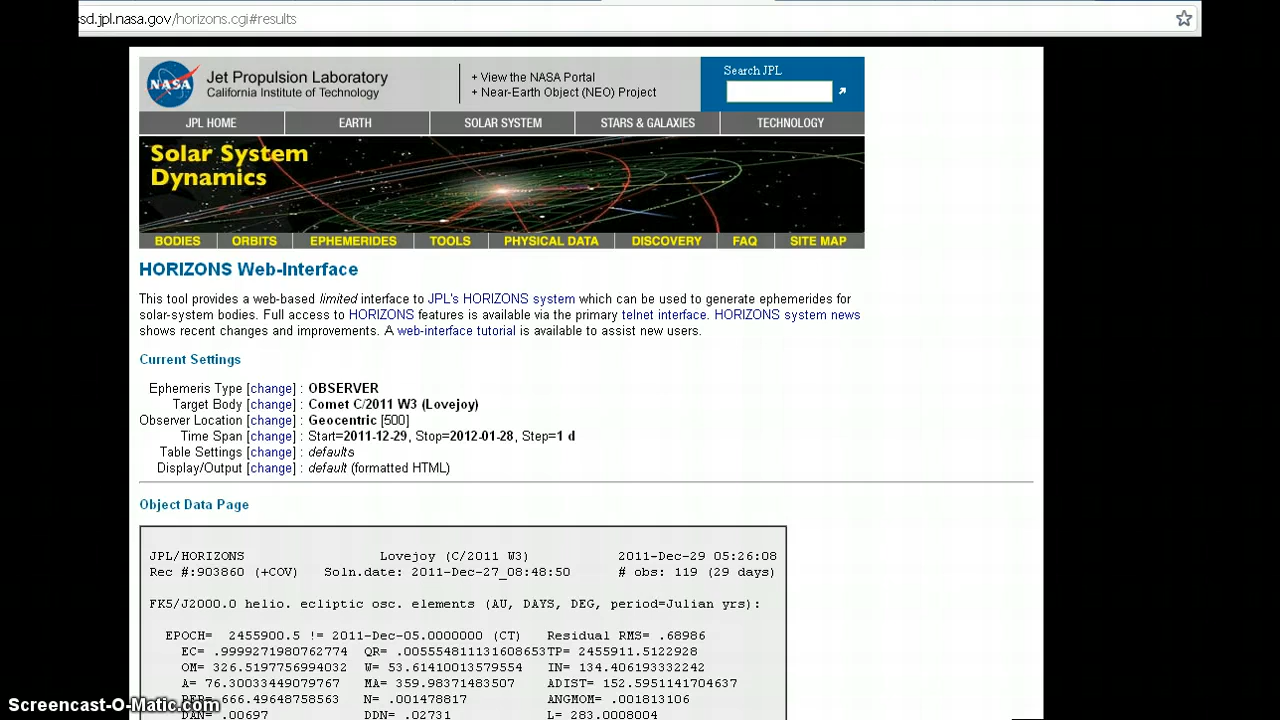 sd.jpl.nasa.gov/horizons.cgi#results
NASA
Jet Propulsion Laboratory
California Institute of Technology
+ View the NASA Portal
+ Near-Earth Object (NEO) Project
Search JPL
JPL HOME EARTH SOLAR SYSTEM STARS & GALAXIES TECHNOLOGY
Solar System
Dynamics
BODIES ORBITS EPHEMERIDES TOOLS PHYSICAL DATA DISCOVERY FAQ SITE MAP
HORIZONS Web-Interface
This tool provides a web-based limited interface to JPL's HORIZONS system which can be used to generate ephemerides for
solar-system bodies. Full access to HORIZONS features is available via the primary telnet interface. HORIZONS system news
shows recent changes and improvements. A web-interface tutorial is available to assist new users.
Current Settings
Ephemeris Type [change] : OBSERVER
Target Body [change] : Comet C/2011 W3 (Lovejoy)
Observer Location [change] : Geocentric [500]
Time Span [change] : Start=2011-12-29, Stop=2012-01-28, Step=1 d
Table Settings [change] : defaults
Display/Output [change] : default (formatted HTML)
Object Data Page
JPL/HORIZONS Lovejoy (C/2011 W3) 2011-Dec-29 05:26:08
Rec #:903860 (+COV) Soln.date: 2011-Dec-27_08:48:50 # obs: 119 (29 days)
FK5/J2000.0 helio. ecliptic osc. elements (AU, DAYS, DEG, period=Julian yrs):
EPOCH= 2455900.5 != 2011-Dec-05.0000000 (CT) Residual RMS= .68986
EC= .9999271980762774 QR= .005554811131608653 TP= 2455911.5122928
OM= 326.5197756994032 W= 53.61410013579554 IN= 134.406193332242
A= 76.30033449079767 MA= 359.98371483507 ADIST= 152.5951141704637
PER= 666.49648758563 N= .001478817 ANGMOM= .001813106
DAN= .00697 DDN= .02731 L= 283.0008004
Screencast-O-Matic.com